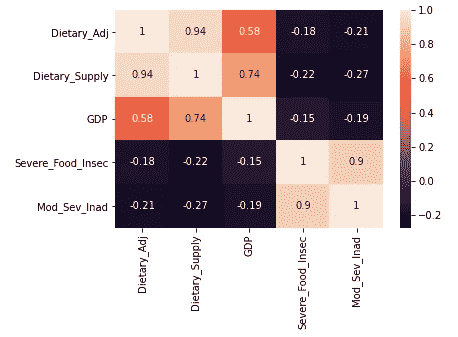 Dietary_Adj 1 0.94 0.58 -0.18 -0.21
Dietary_Supply 0.94 1 0.74 -0.22 -0.27
GDP 0.58 0.74 1 -0.15 -0.19
Severe_Food_Insec -0.18 -0.22 -0.15 1 0.9
Mod_Sev_Inad -0.21 -0.27 -0.19 0.9 1
Dietary_Adj
Dietary_Supply
GDP
Severe_Food_Insec
Mod_Sev_Inad
1.0
0.8
0.6
0.4
0.2
0.0
−0.2